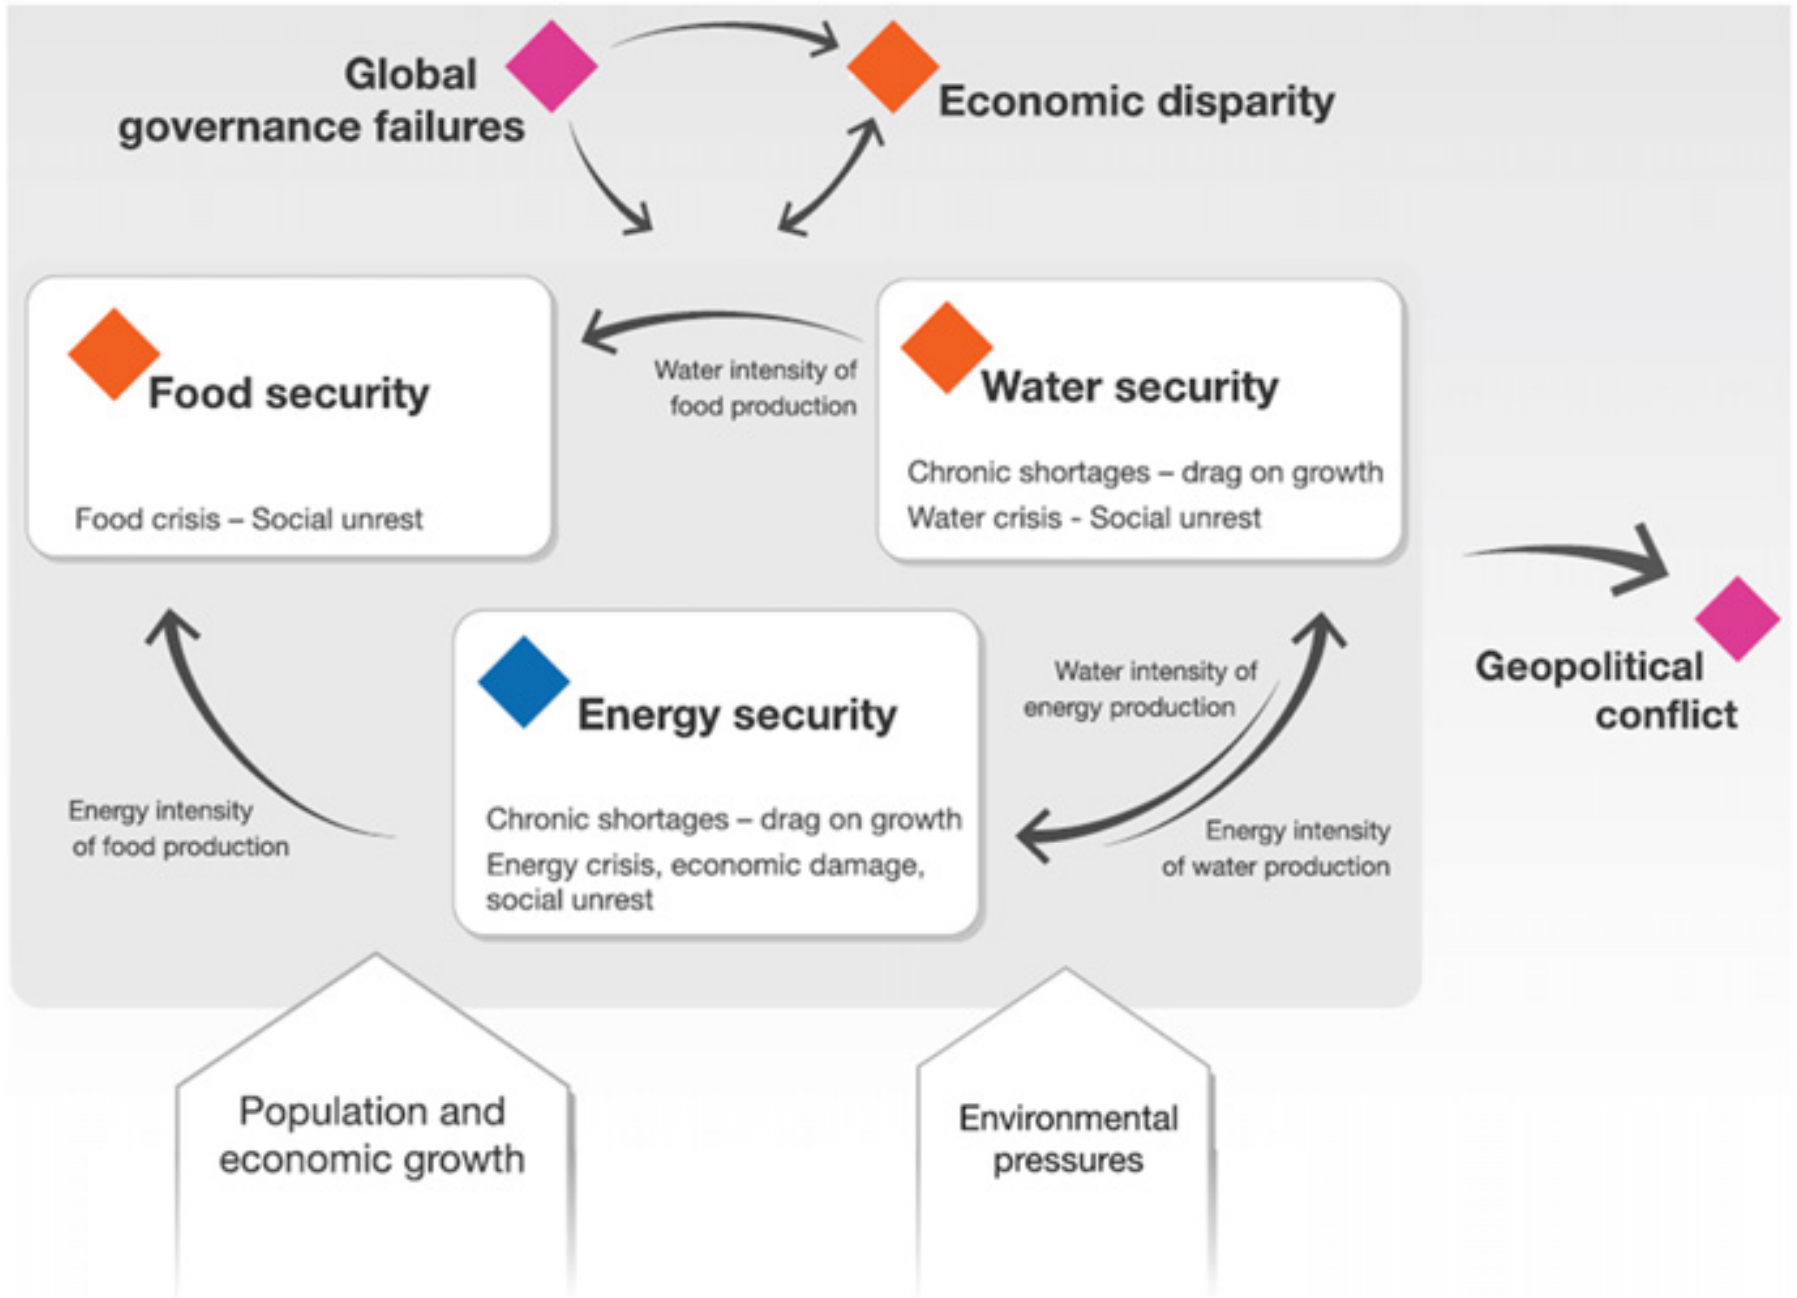 Global
governance failures
Economic disparity
Food security
Food crisis – Social unrest
Water intensity of
food production
Water security
Chronic shortages – drag on growth
Water crisis - Social unrest
Energy security
Chronic shortages – drag on growth
Energy crisis, economic damage,
social unrest
Water intensity of
energy production
Energy intensity
of water production
Energy intensity
of food production
Geopolitical
conflict
Population and
economic growth
Environmental
pressures